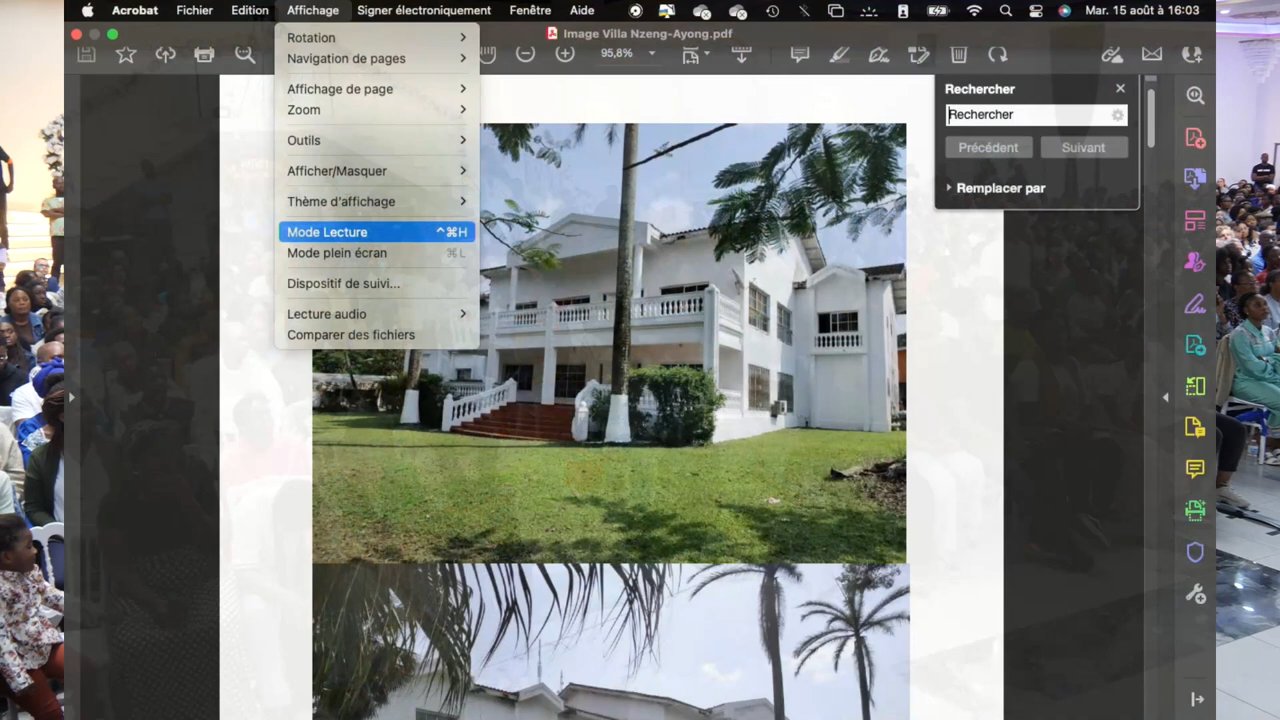 Acrobat Fichier Edition Affichage Signer électroniquement Fenêtre Aide Mar. 15 août à 16:03
Image Villa Nzeng-Ayong.pdf
95,8%
Rotation
Navigation de pages
Affichage de page
Zoom
Outils
Afficher/Masquer
Thème d'affichage
Mode Lecture ^⌘H
Mode plein écran ⌘L
Dispositif de suivi...
Lecture audio
Comparer des fichiers
Rechercher
Rechercher
Précédent Suivant
Remplacer par